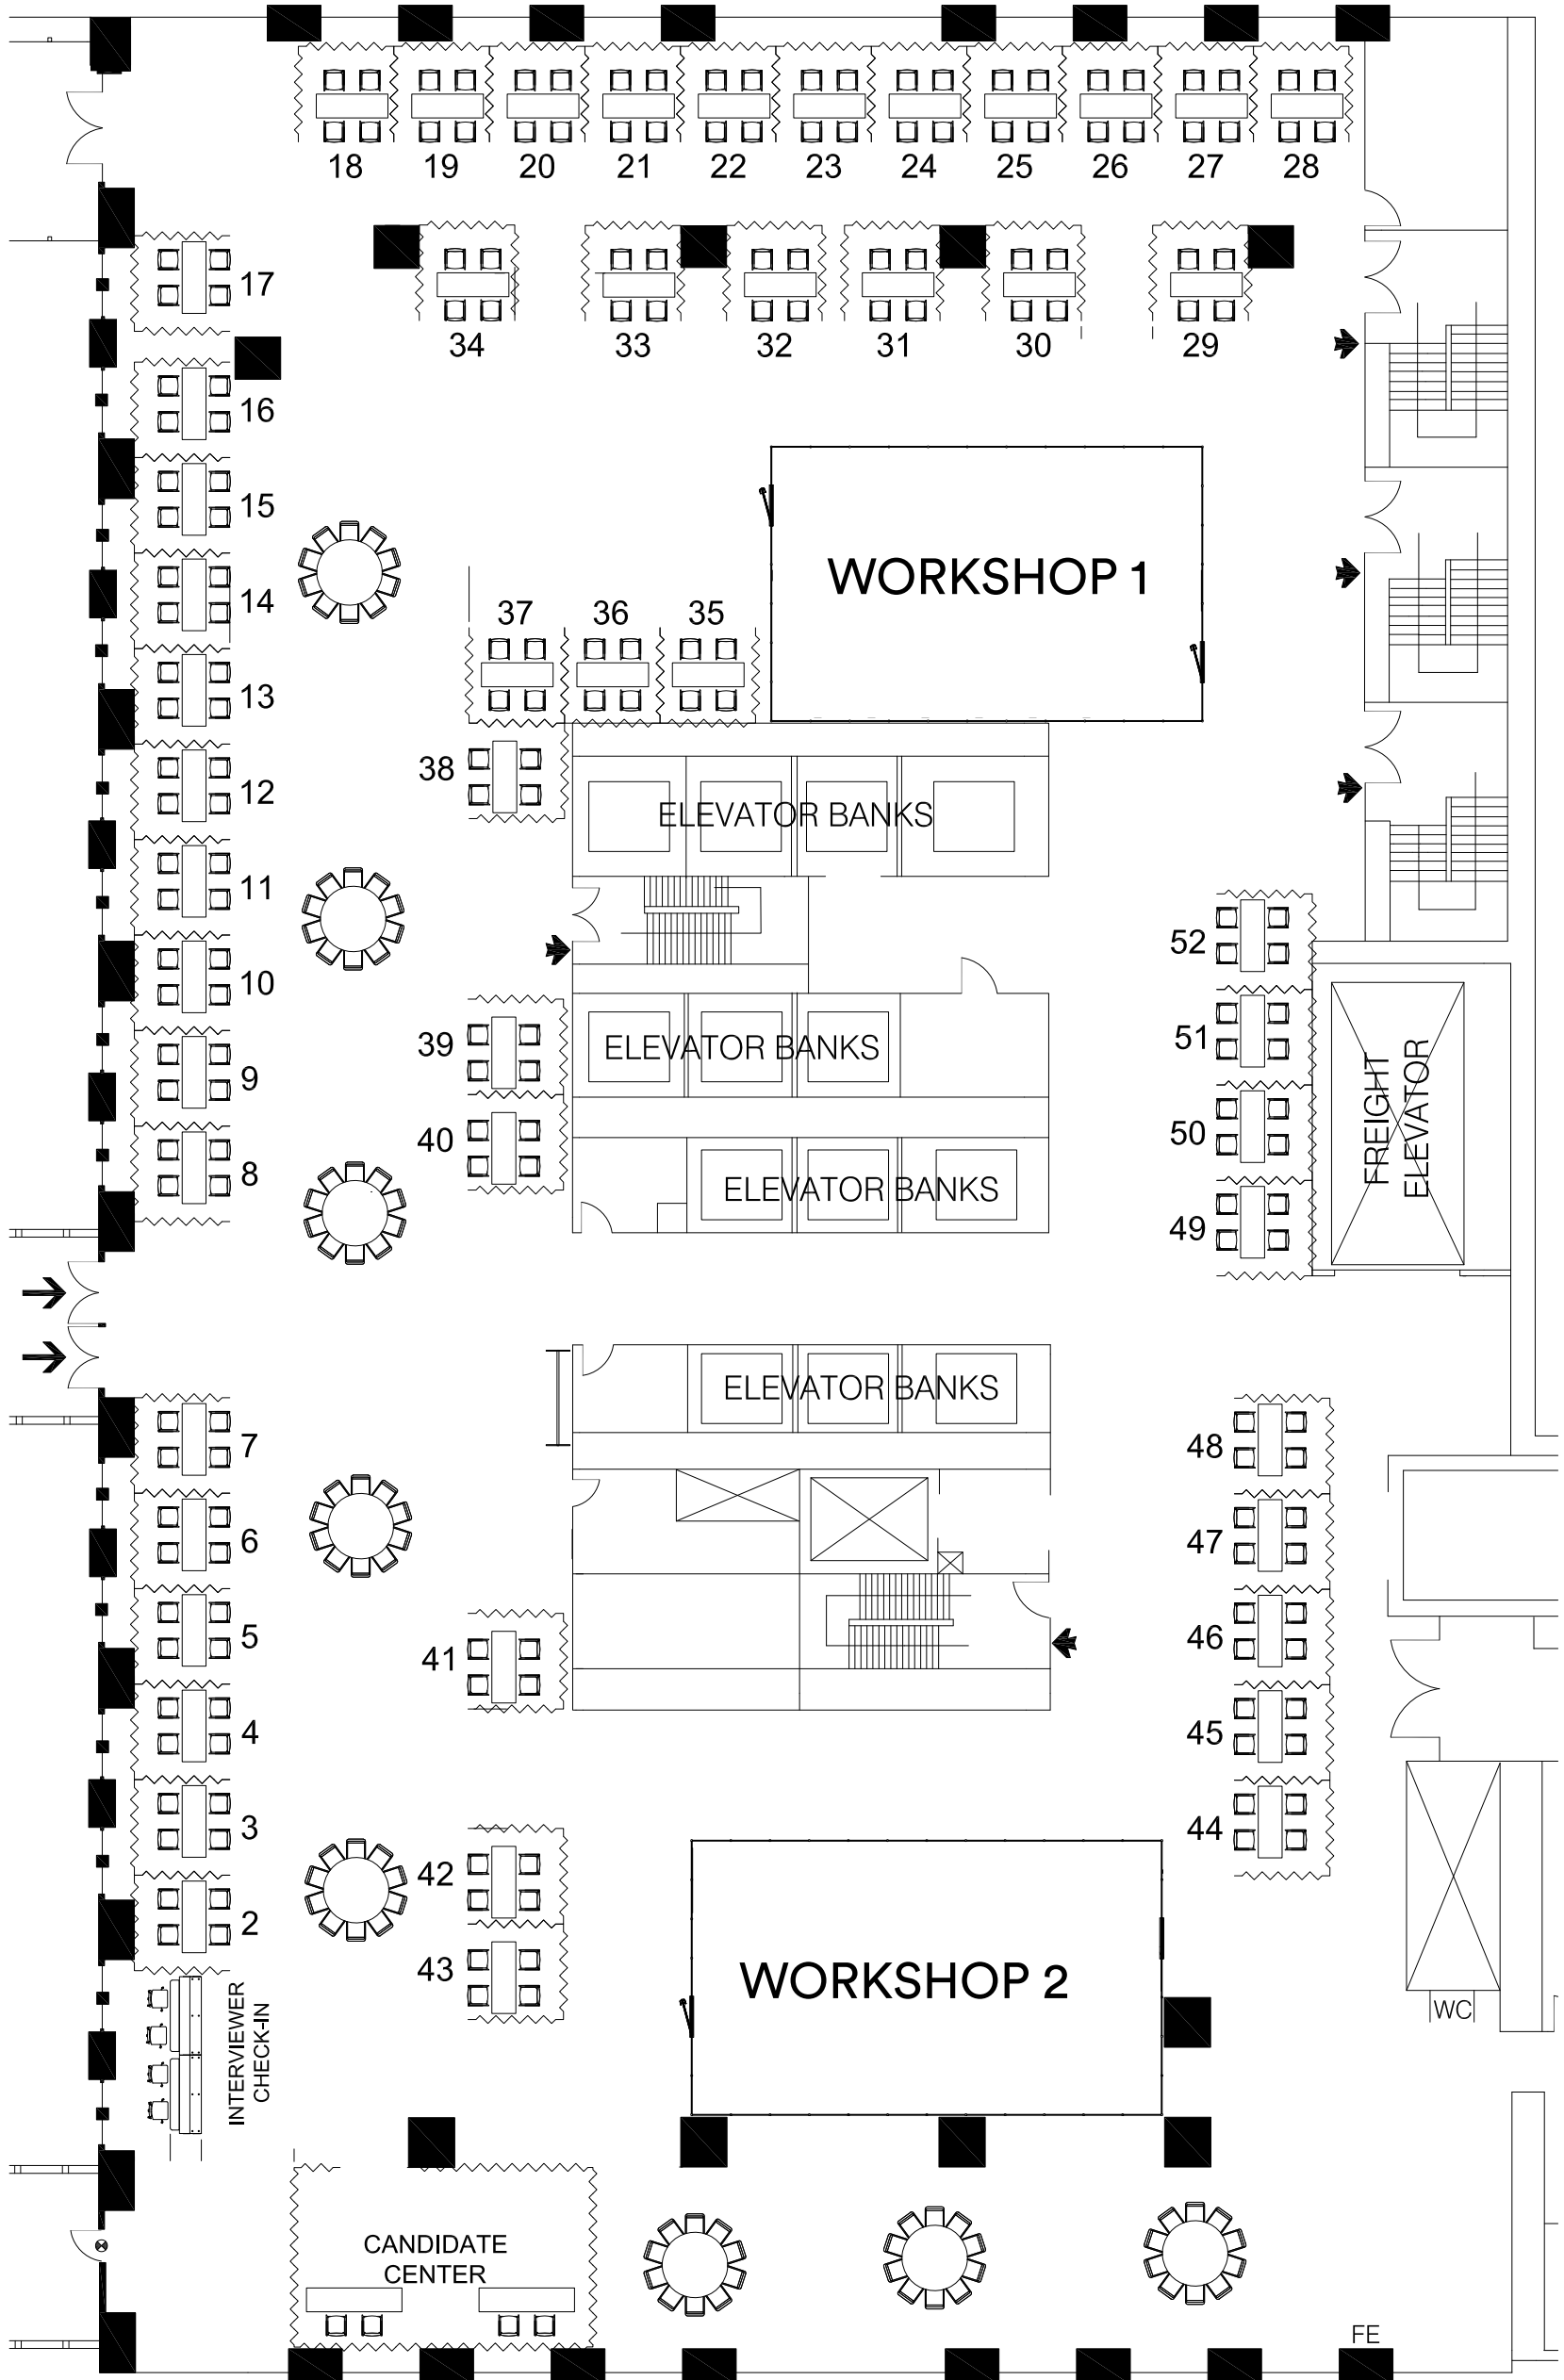 18 19 20 21 22 23 24 25 26 27 28
17
34 33 32 31 30 29
16
15
WORKSHOP 1
14
37 36 35
13
38
12
ELEVATOR BANKS
11
52
10
39
ELEVATOR BANKS
51
FREIGHT
ELEVATOR
9
40
50
8
ELEVATOR BANKS
49
ELEVATOR BANKS
7
48
6
47
5
41
46
4
45
3
44
42
2
43
WORKSHOP 2
WC
INTERVIEWER
CHECK-IN
CANDIDATE
CENTER
FE